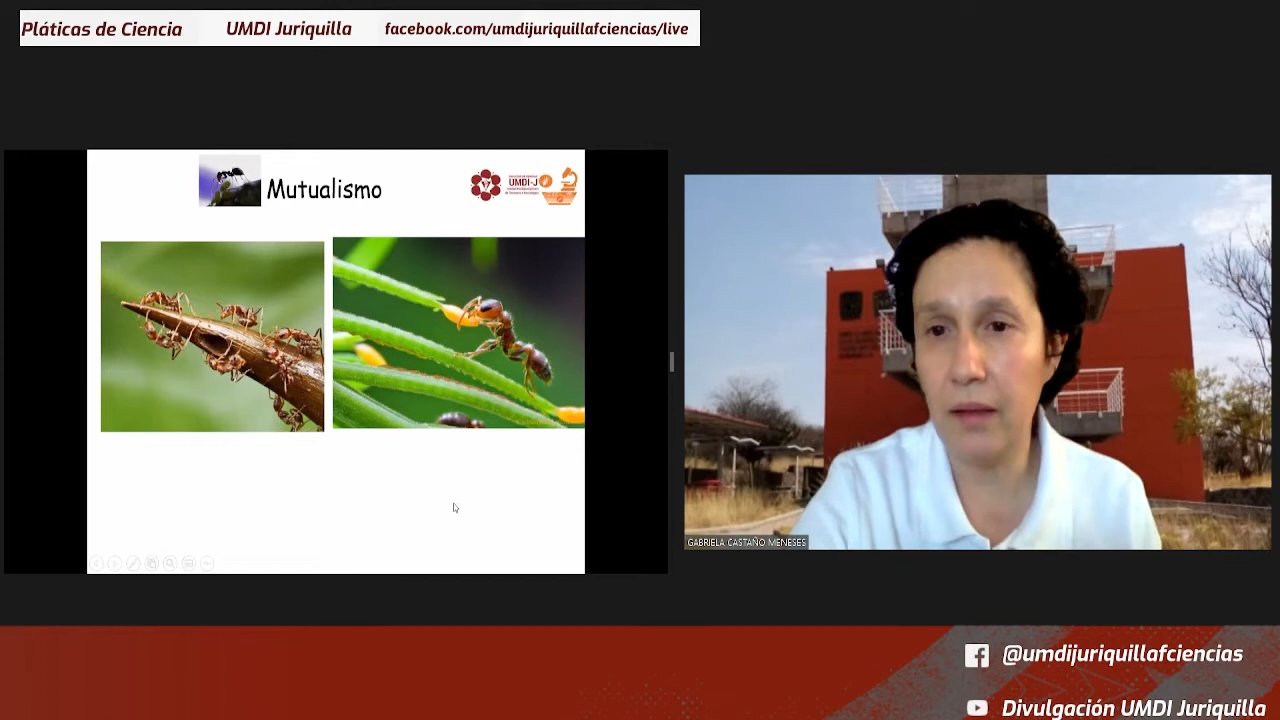 Pláticas de Ciencia UMDI Juriquilla facebook.com/umdijuriquillafciencias/live
Mutualismo
UMDI-J
GABRIELA CASTAÑO MENESES
@umdijuriquillafciencias
Divulgación UMDI Juriquilla